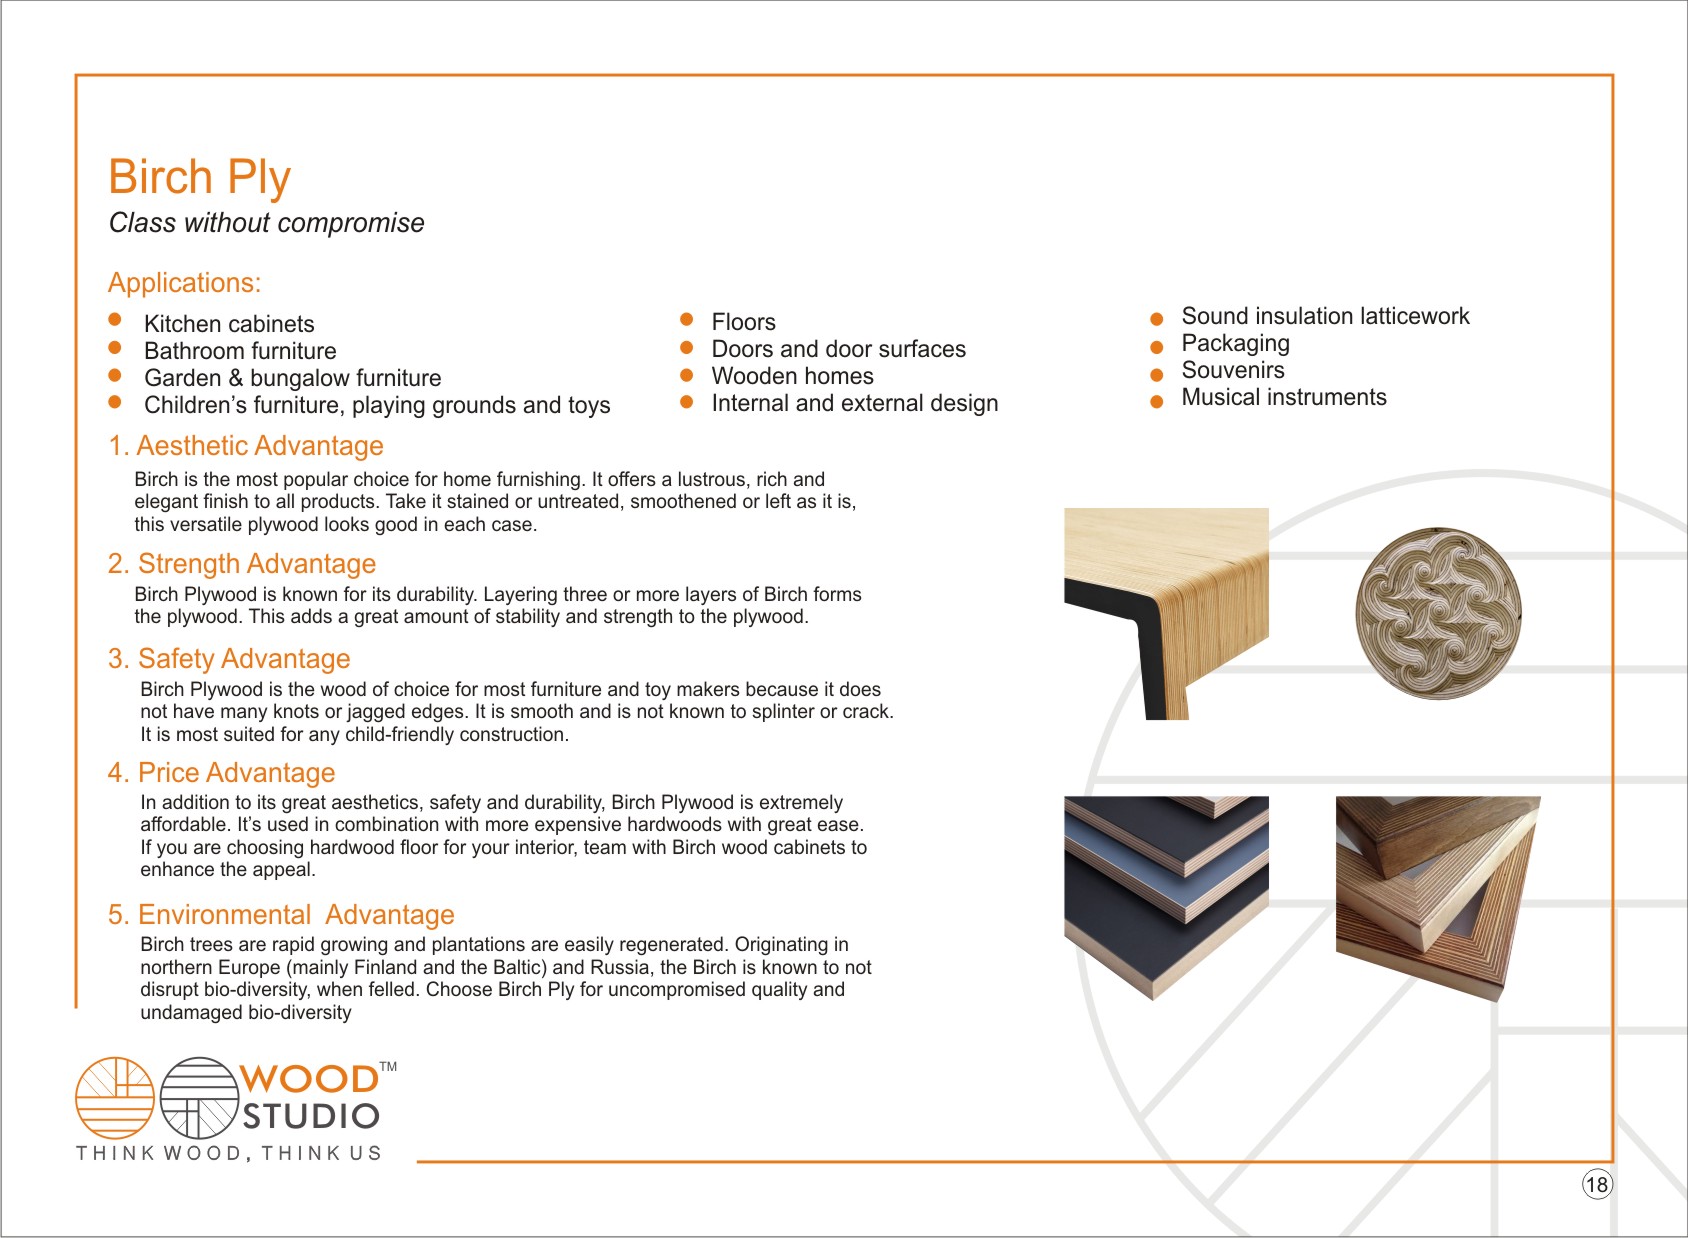 Birch Ply
Class without compromise
Applications:
Kitchen cabinets
Bathroom furniture
Garden & bungalow furniture
Children’s furniture, playing grounds and toys
Floors
Doors and door surfaces
Wooden homes
Internal and external design
Sound insulation latticework
Packaging
Souvenirs
Musical instruments
1. Aesthetic Advantage
Birch is the most popular choice for home furnishing. It offers a lustrous, rich and
elegant finish to all products. Take it stained or untreated, smoothened or left as it is,
this versatile plywood looks good in each case.
2. Strength Advantage
Birch Plywood is known for its durability. Layering three or more layers of Birch forms
the plywood. This adds a great amount of stability and strength to the plywood.
3. Safety Advantage
Birch Plywood is the wood of choice for most furniture and toy makers because it does
not have many knots or jagged edges. It is smooth and is not known to splinter or crack.
It is most suited for any child-friendly construction.
4. Price Advantage
In addition to its great aesthetics, safety and durability, Birch Plywood is extremely
affordable. It’s used in combination with more expensive hardwoods with great ease.
If you are choosing hardwood floor for your interior, team with Birch wood cabinets to
enhance the appeal.
5. Environmental  Advantage
Birch trees are rapid growing and plantations are easily regenerated. Originating in
northern Europe (mainly Finland and the Baltic) and Russia, the Birch is known to not
disrupt bio-diversity, when felled. Choose Birch Ply for uncompromised quality and
undamaged bio-diversity
WOOD TM
STUDIO
THINK WOOD, THINK US
18